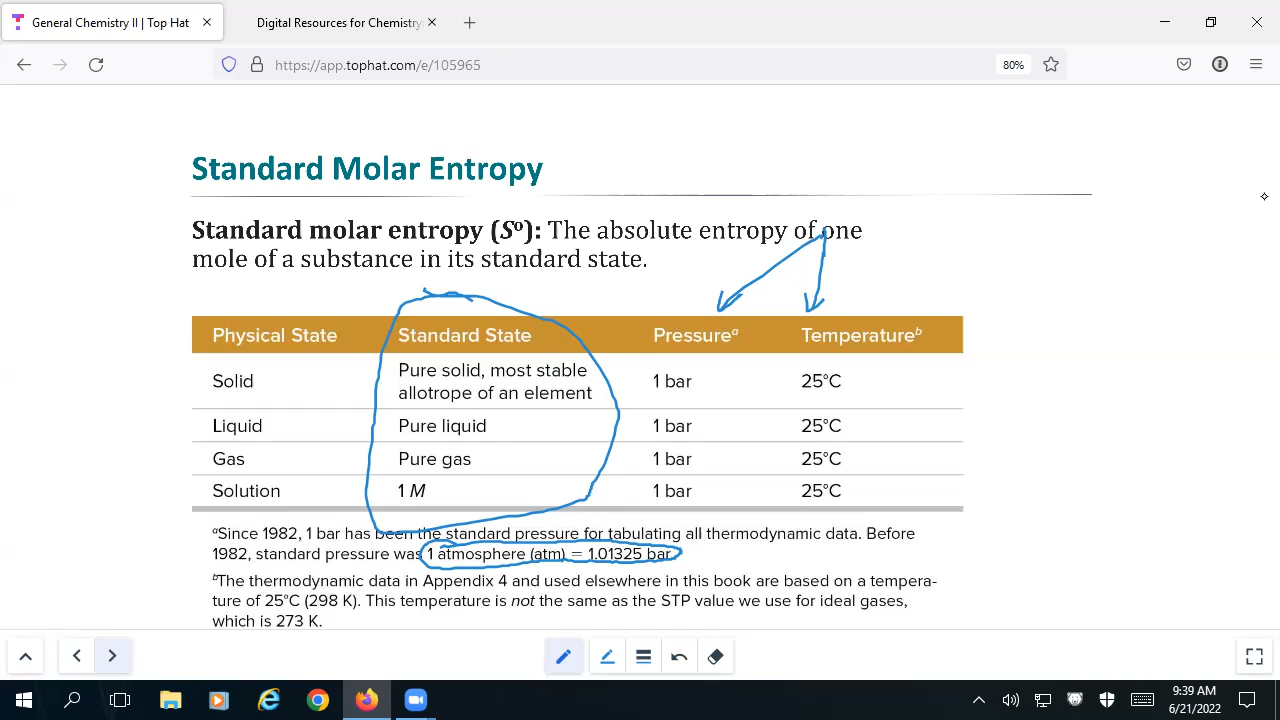 General Chemistry II | Top Hat
Digital Resources for Chemistry:
https://app.tophat.com/e/105965
80%
Standard Molar Entropy
Standard molar entropy (S°): The absolute entropy of one
mole of a substance in its standard state.
Physical State Standard State Pressureᵃ Temperatureᵇ
Solid Pure solid, most stable allotrope of an element 1 bar 25°C
Liquid Pure liquid 1 bar 25°C
Gas Pure gas 1 bar 25°C
Solution 1 M 1 bar 25°C
ᵃSince 1982, 1 bar has been the standard pressure for tabulating all thermodynamic data. Before
1982, standard pressure was 1 atmosphere (atm) = 1.01325 bar.
ᵇThe thermodynamic data in Appendix 4 and used elsewhere in this book are based on a tempera-
ture of 25°C (298 K). This temperature is not the same as the STP value we use for ideal gases,
which is 273 K.
9:39 AM
6/21/2022